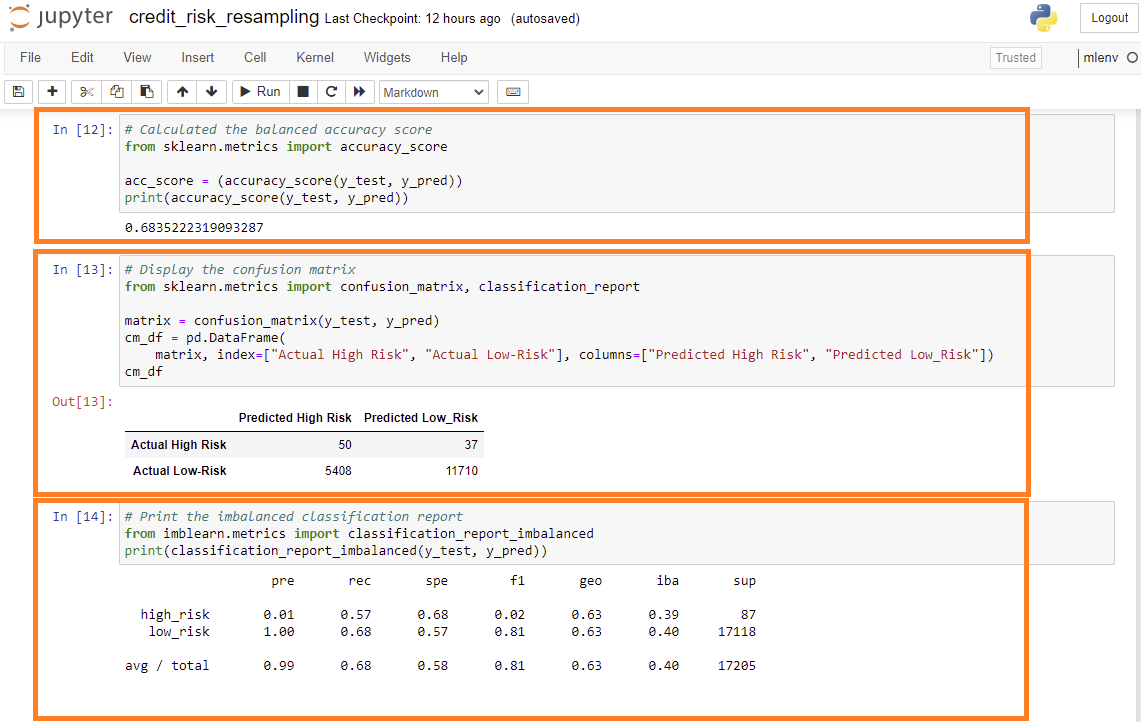 jupyter credit_risk_resampling Last Checkpoint: 12 hours ago (autosaved) Logout
File Edit View Insert Cell Kernel Widgets Help Trusted mlenv
Run Markdown
In [12]: # Calculated the balanced accuracy score
from sklearn.metrics import accuracy_score
acc_score = (accuracy_score(y_test, y_pred))
print(accuracy_score(y_test, y_pred))
0.6835222319093287
In [13]: # Display the confusion matrix
from sklearn.metrics import confusion_matrix, classification_report
matrix = confusion_matrix(y_test, y_pred)
cm_df = pd.DataFrame(
matrix, index=["Actual High Risk", "Actual Low-Risk"], columns=["Predicted High Risk", "Predicted Low_Risk"])
cm_df
Out[13]:
Predicted High Risk Predicted Low_Risk
Actual High Risk 50 37
Actual Low-Risk 5408 11710
In [14]: # Print the imbalanced classification report
from imblearn.metrics import classification_report_imbalanced
print(classification_report_imbalanced(y_test, y_pred))
pre rec spe f1 geo iba sup
high_risk 0.01 0.57 0.68 0.02 0.63 0.39 87
low_risk 1.00 0.68 0.57 0.81 0.63 0.40 17118
avg / total 0.99 0.68 0.58 0.81 0.63 0.40 17205